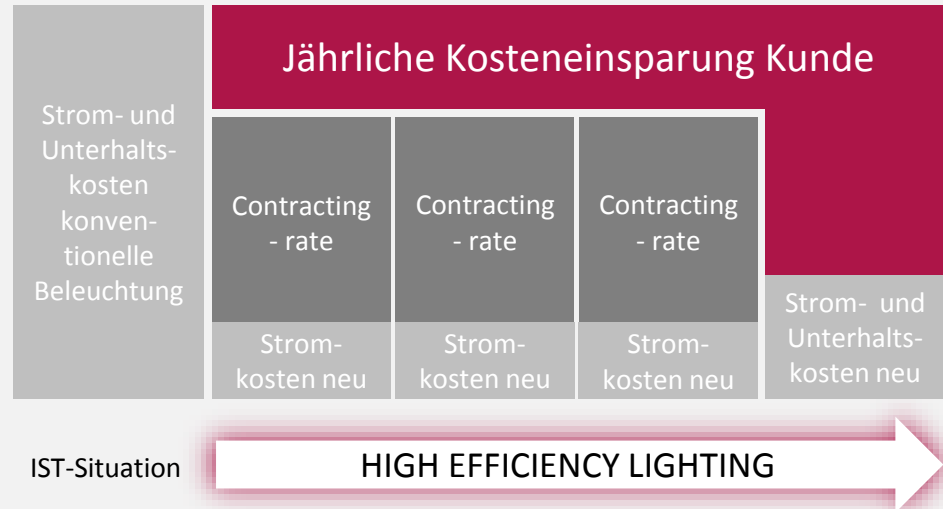 Jährliche Kosteneinsparung Kunde
Strom- und
Unterhalts-
kosten
konven-
tionelle
Beleuchtung
Contracting
- rate
Contracting
- rate
Contracting
- rate
Strom-
kosten neu
Strom-
kosten neu
Strom-
kosten neu
Strom- und
Unterhalts-
kosten neu
IST-Situation
HIGH EFFICIENCY LIGHTING